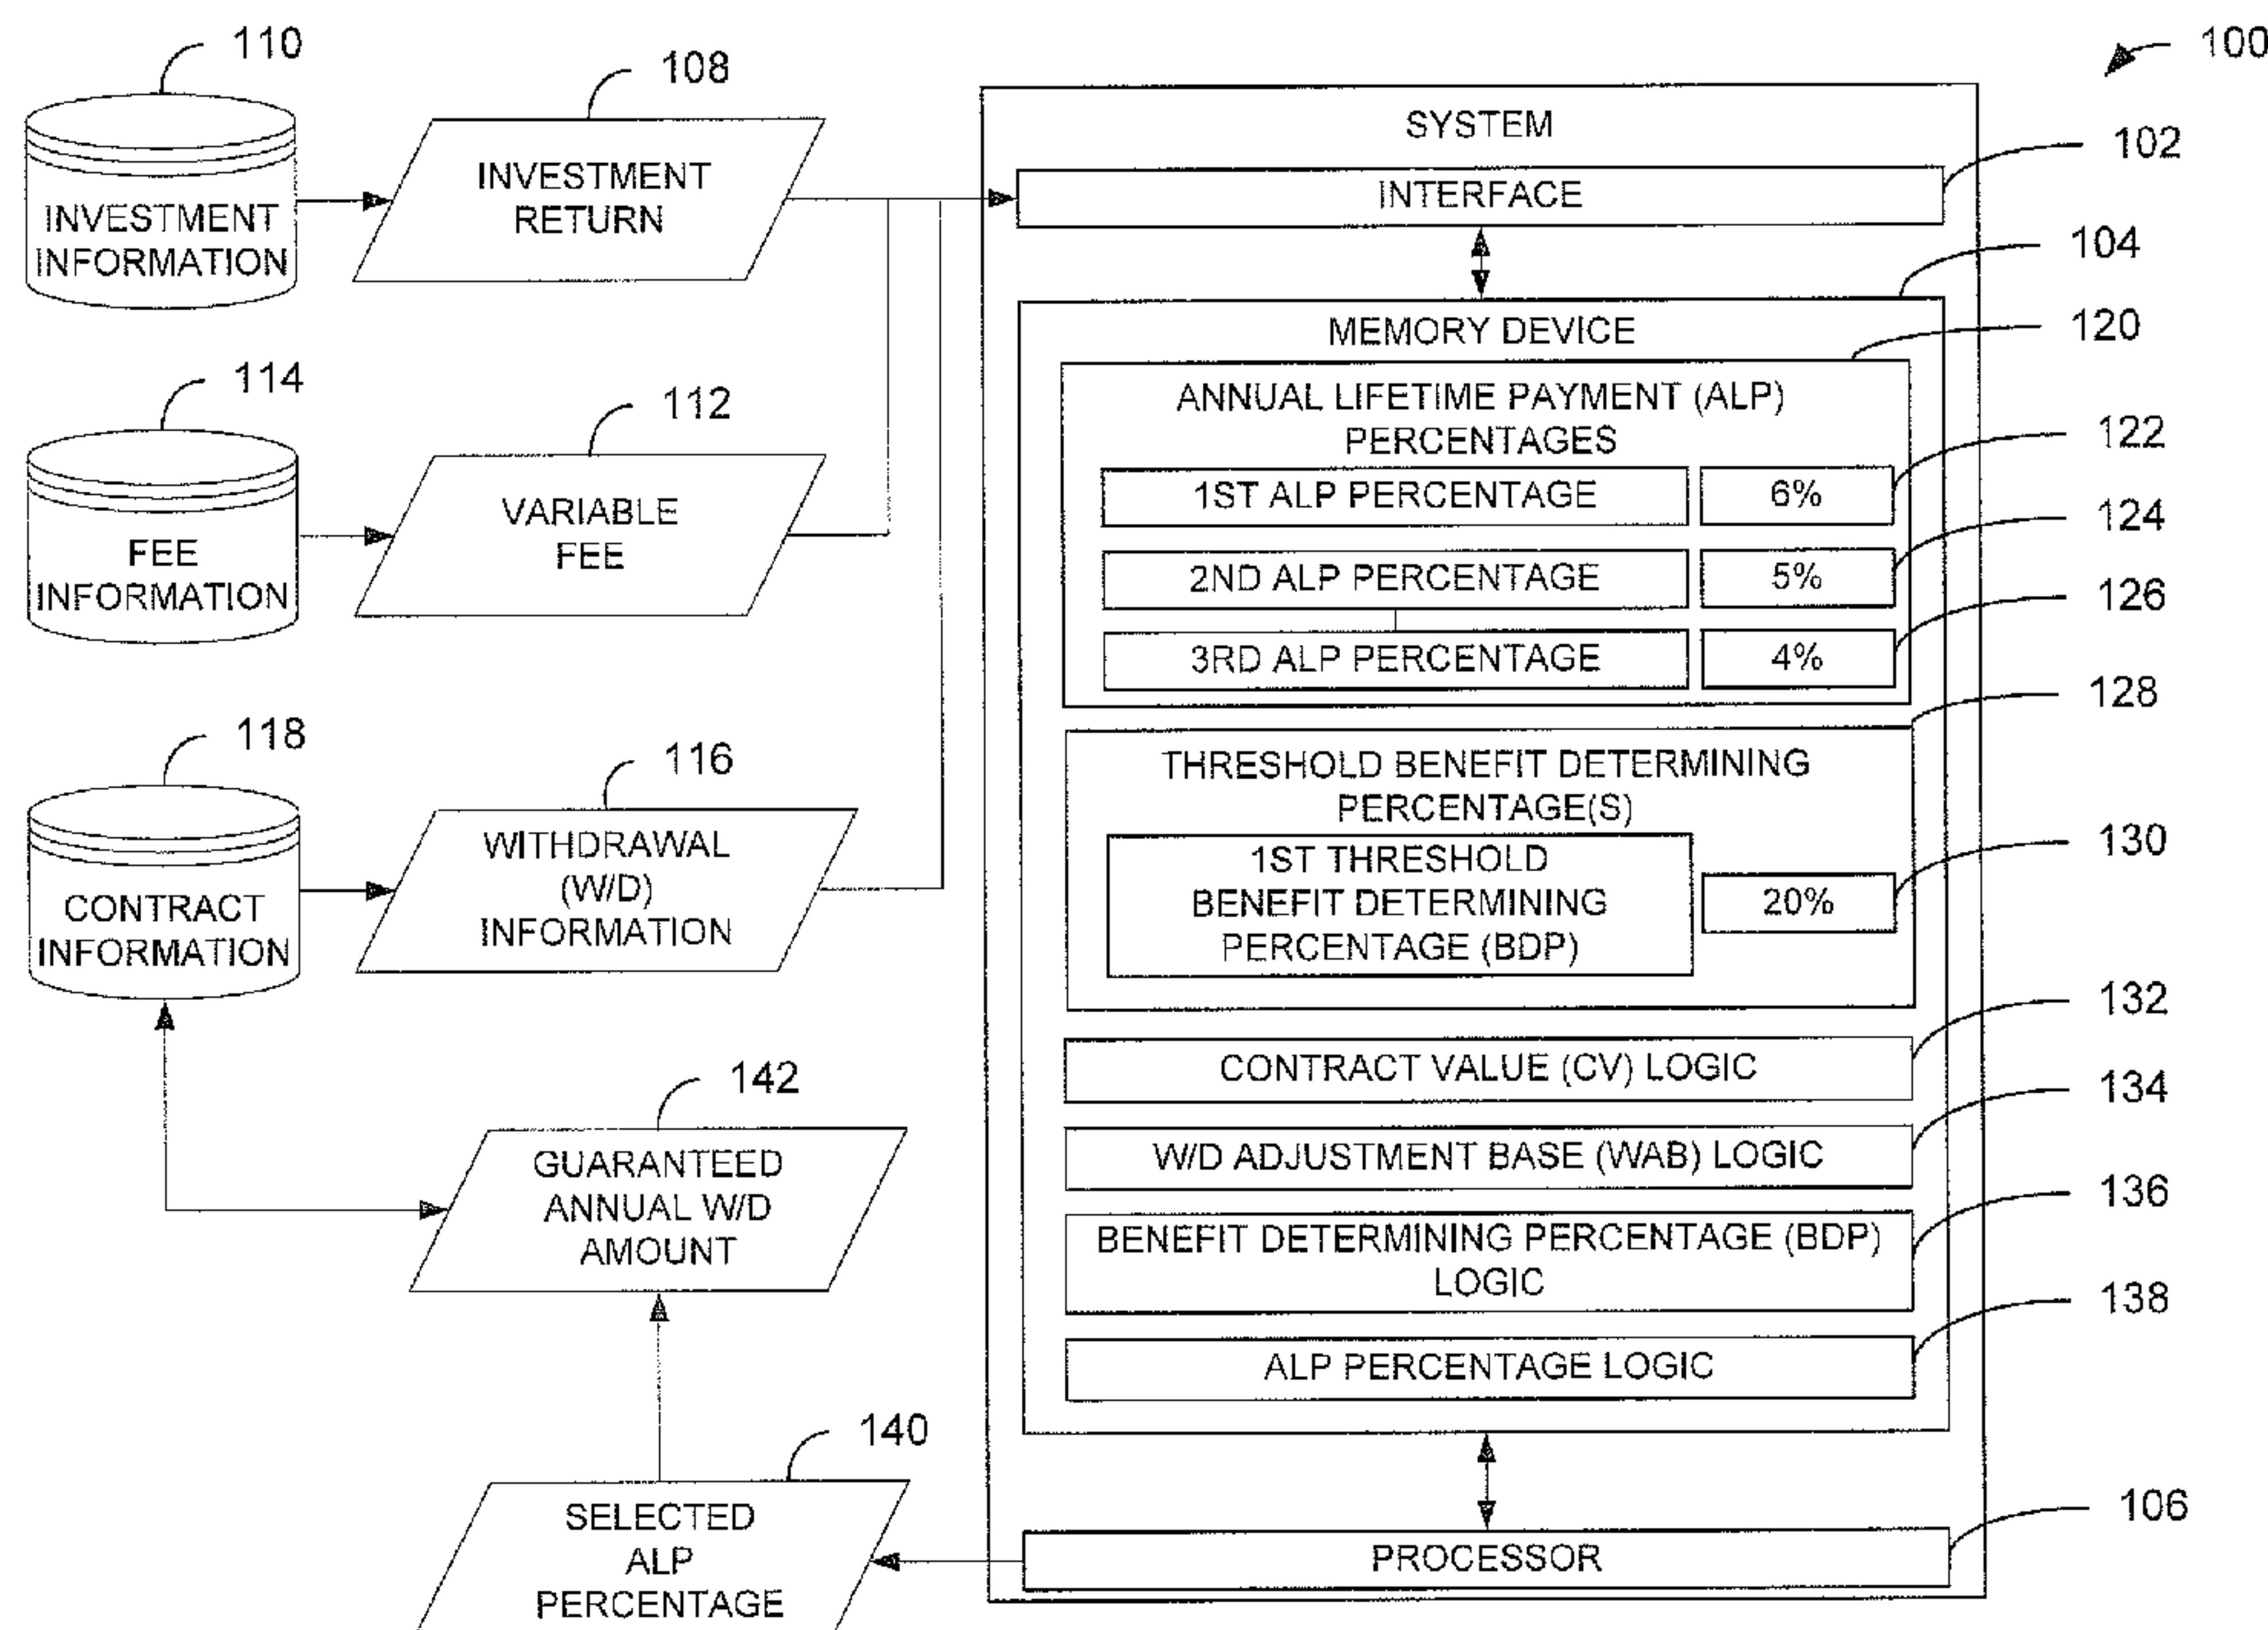 100
110
INVESTMENT
INFORMATION
108
INVESTMENT
RETURN
114
FEE
INFORMATION
112
VARIABLE
FEE
118
CONTRACT
INFORMATION
116
WITHDRAWAL
(W/D)
INFORMATION
142
GUARANTEED
ANNUAL W/D
AMOUNT
140
SELECTED
ALP
PERCENTAGE
SYSTEM
INTERFACE
102
104
MEMORY DEVICE
120
ANNUAL LIFETIME PAYMENT (ALP)
PERCENTAGES
1ST ALP PERCENTAGE
6%
122
2ND ALP PERCENTAGE
5%
124
3RD ALP PERCENTAGE
4%
126
128
THRESHOLD BENEFIT DETERMINING
PERCENTAGE(S)
1ST THRESHOLD
BENEFIT DETERMINING
PERCENTAGE (BDP)
20%
130
CONTRACT VALUE (CV) LOGIC
132
W/D ADJUSTMENT BASE (WAB) LOGIC
134
BENEFIT DETERMINING PERCENTAGE (BDP)
LOGIC
136
ALP PERCENTAGE LOGIC
138
PROCESSOR
106